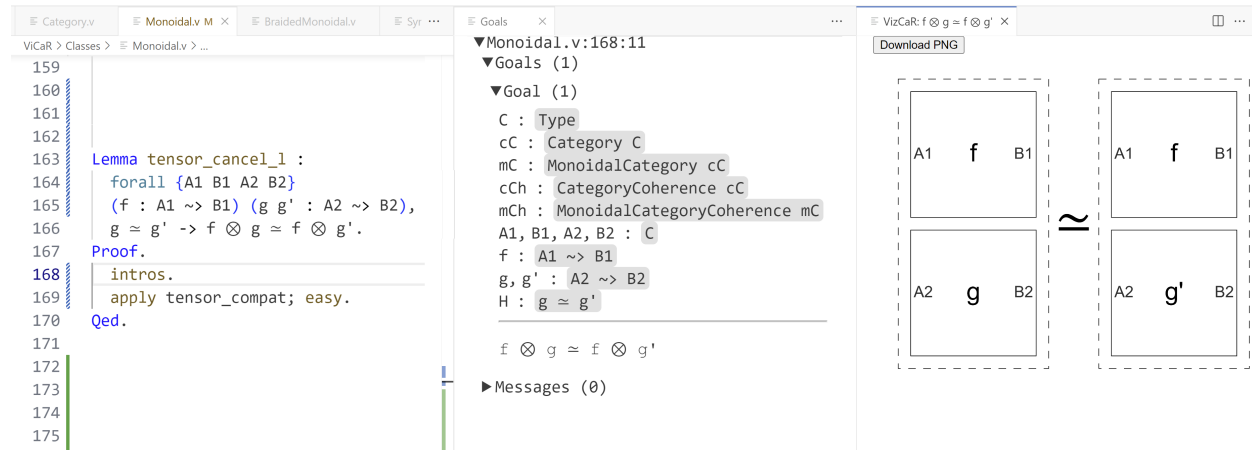 Category.v
Monoidal.v M
BraidedMonoidal.v
Syr
ViCaR > Classes > Monoidal.v > ...
159
160
161
162
163 Lemma tensor_cancel_l :
164 forall {A1 B1 A2 B2}
165 (f : A1 ~> B1) (g g' : A2 ~> B2),
166 g ≃ g' -> f ⊗ g ≃ f ⊗ g'.
167 Proof.
168 intros.
169 apply tensor_compat; easy.
170 Qed.
171
172
173
174
175
Goals
▼Monoidal.v:168:11
▼Goals (1)
▼Goal (1)
C : Type
cC : Category C
mC : MonoidalCategory cC
cCh : CategoryCoherence cC
mCh : MonoidalCategoryCoherence mC
A1, B1, A2, B2 : C
f : A1 ~> B1
g, g' : A2 ~> B2
H : g ≃ g'
f ⊗ g ≃ f ⊗ g'
▶Messages (0)
VizCaR: f ⊗ g ≃ f ⊗ g'
Download PNG
A1 f B1
A2 g B2
≃
A1 f B1
A2 g' B2